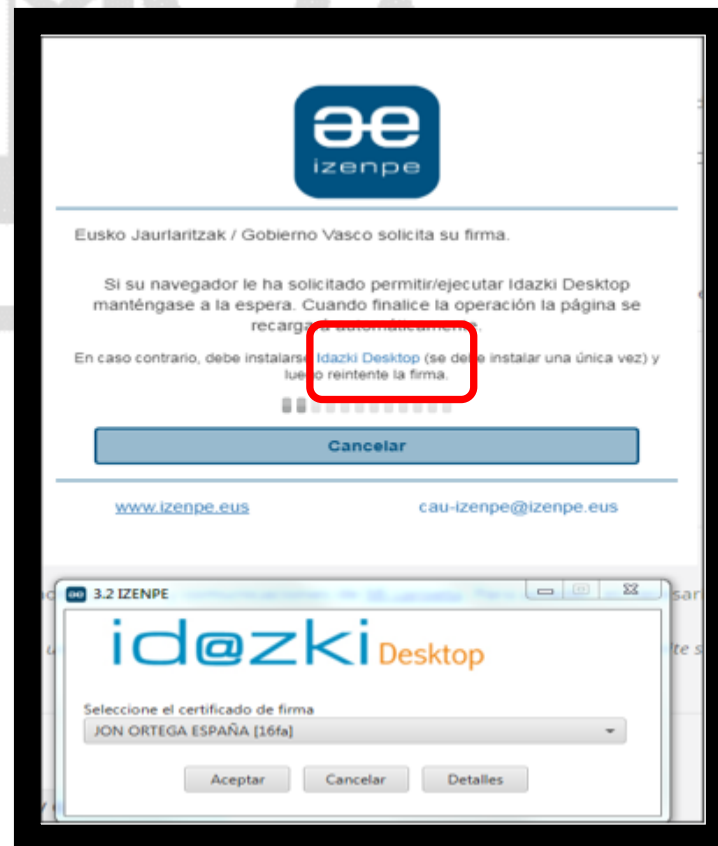 izenpe
Eusko Jaurlaritzak / Gobierno Vasco solicita su firma.
Si su navegador le ha solicitado permitir/ejecutar Idazki Desktop
manténgase a la espera. Cuando finalice la operación la página se
recargará automáticamente.
En caso contrario, debe instalarse Idazki Desktop (se debe instalar una única vez) y
luego reintente la firma.
Cancelar
www.izenpe.eus cau-izenpe@izenpe.eus
3.2 IZENPE
id@zki Desktop
Seleccione el certificado de firma
JON ORTEGA ESPAÑA [16fa]
Aceptar Cancelar Detalles